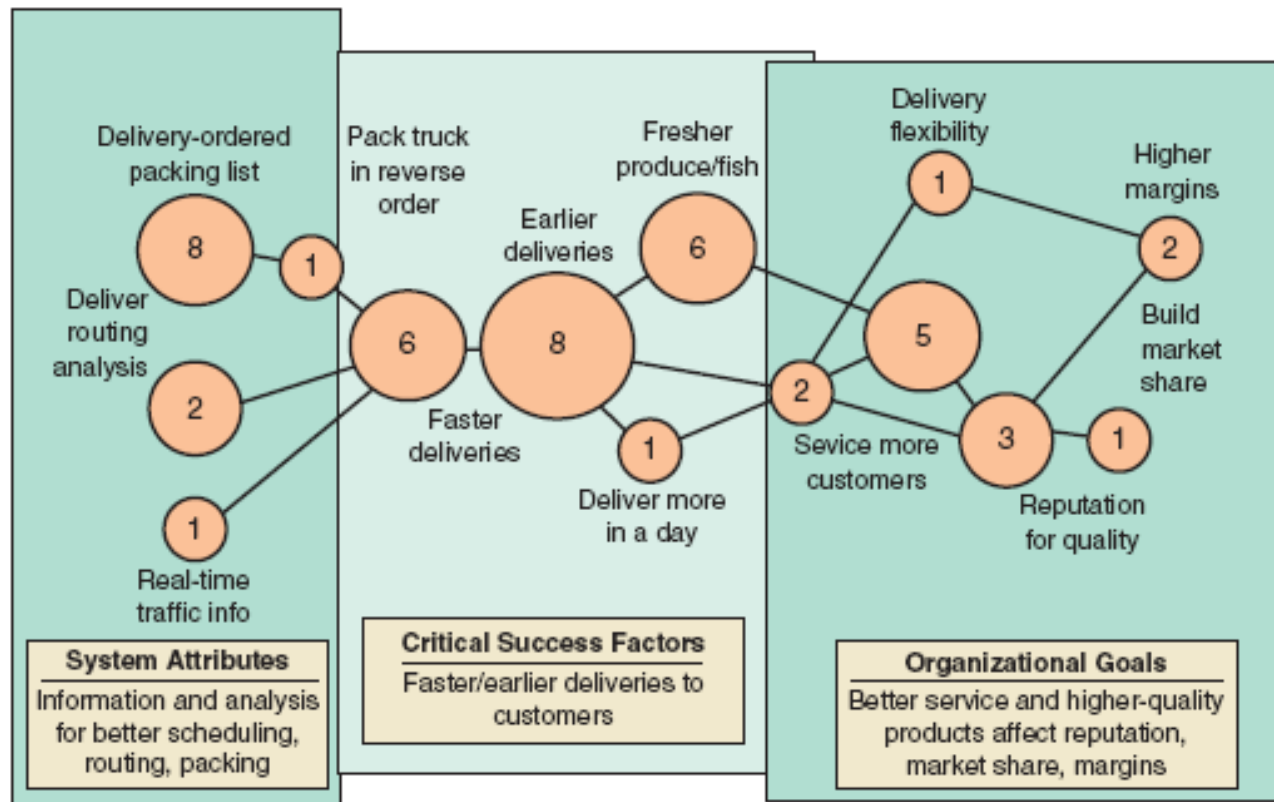 Delivery-ordered
packing list
8
1
Deliver
routing
analysis
2
1
Real-time
traffic info
System Attributes
Information and analysis
for better scheduling,
routing, packing
Pack truck
in reverse
order
6
Faster
deliveries
Earlier
deliveries
8
Fresher
produce/fish
6
1
Deliver more
in a day
Critical Success Factors
Faster/earlier deliveries to
customers
Delivery
flexibility
1
Higher
margins
2
Build
market
share
5
2
Sevice more
customers
3
1
Reputation
for quality
Organizational Goals
Better service and higher-quality
products affect reputation,
market share, margins